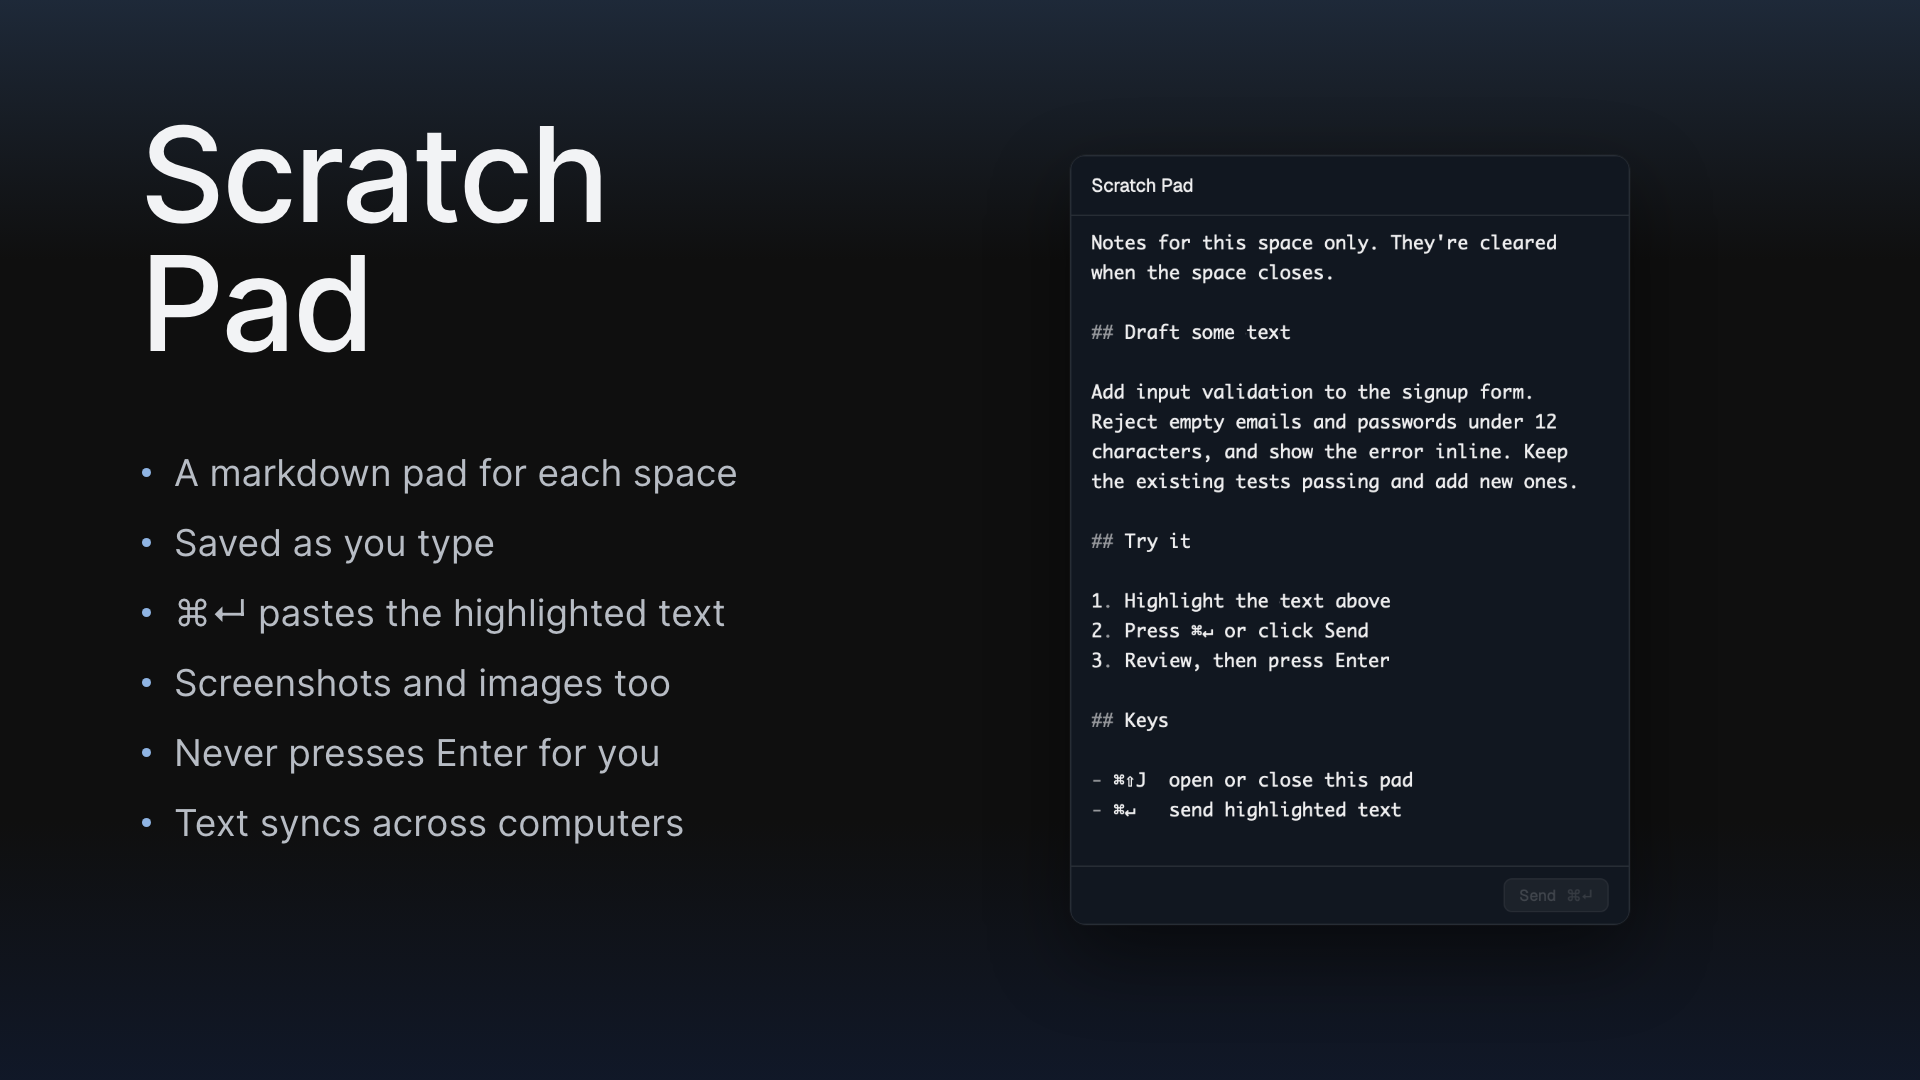 Scratch
Pad
• A markdown pad for each space
• Saved as you type
• ⌘↵ pastes the highlighted text
• Screenshots and images too
• Never presses Enter for you
• Text syncs across computers
Scratch Pad
Notes for this space only. They're cleared
when the space closes.
## Draft some text
Add input validation to the signup form.
Reject empty emails and passwords under 12
characters, and show the error inline. Keep
the existing tests passing and add new ones.
## Try it
1. Highlight the text above
2. Press ⌘↵ or click Send
3. Review, then press Enter
## Keys
- ⌘⇧J  open or close this pad
- ⌘↵   send highlighted text
Send ⌘↵